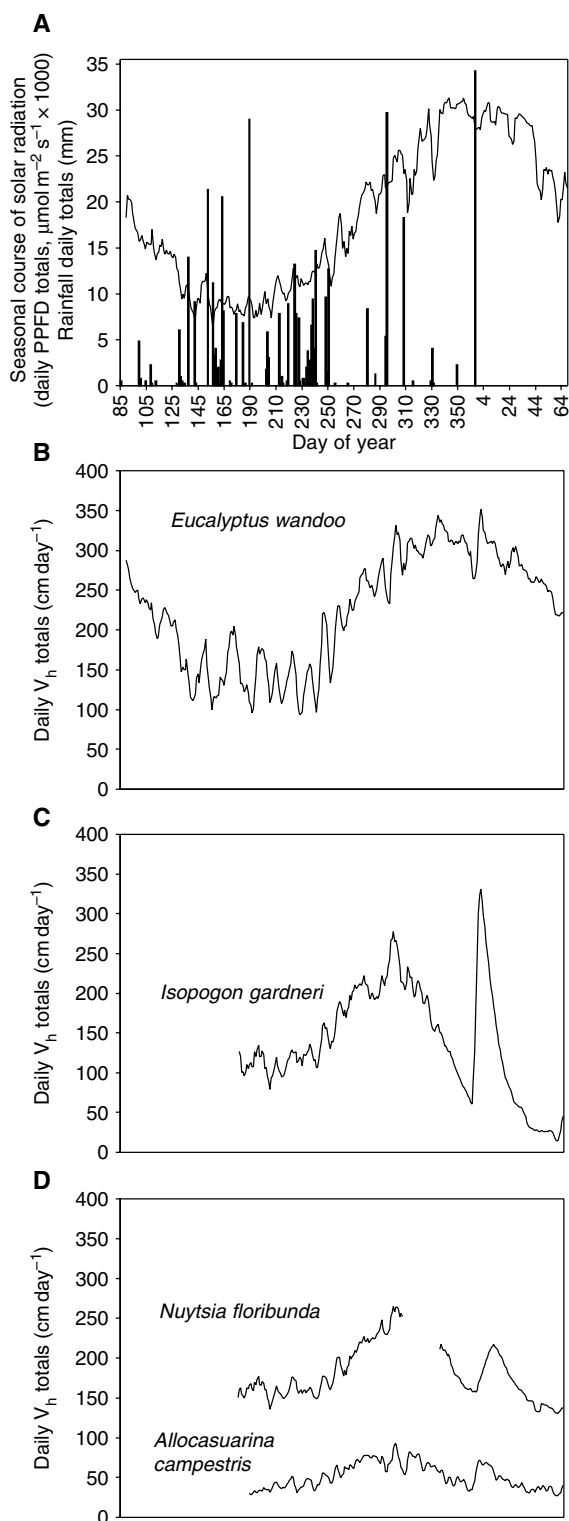 A
Seasonal course of solar radiation
(daily PPFD totals, μmol m⁻² s⁻¹ × 1000)
Rainfall daily totals (mm)
35
30
25
20
15
10
5
0
85 105 125 145 165 190 210 230 250 270 290 310 330 350 4 24 44 64
Day of year
B
Daily Vₕ totals (cm day⁻¹)
400
350
300
250
200
150
100
50
0
Eucalyptus wandoo
C
Daily Vₕ totals (cm day⁻¹)
400
350
300
250
200
150
100
50
0
Isopogon gardneri
D
Daily Vₕ totals (cm day⁻¹)
400
350
300
250
200
150
100
50
0
Nuytsia floribunda
Allocasuarina
campestris